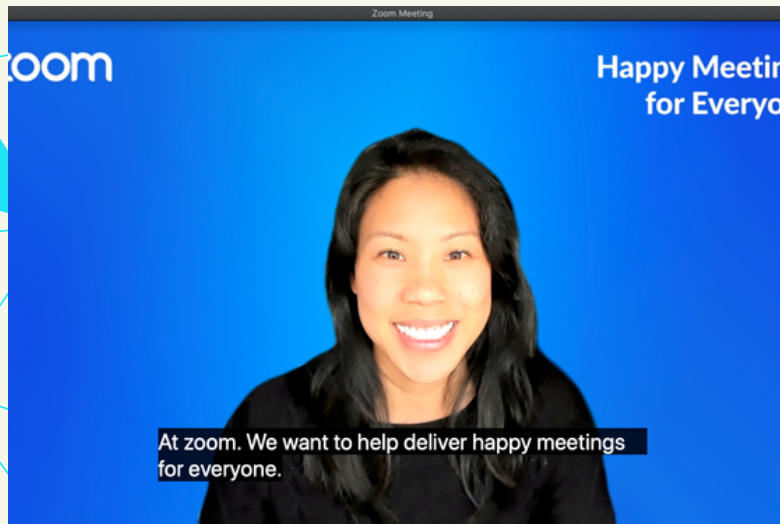 Zoom Meeting
zoom
Happy Meetin
for Everyo
At zoom. We want to help deliver happy meetings
for everyone.